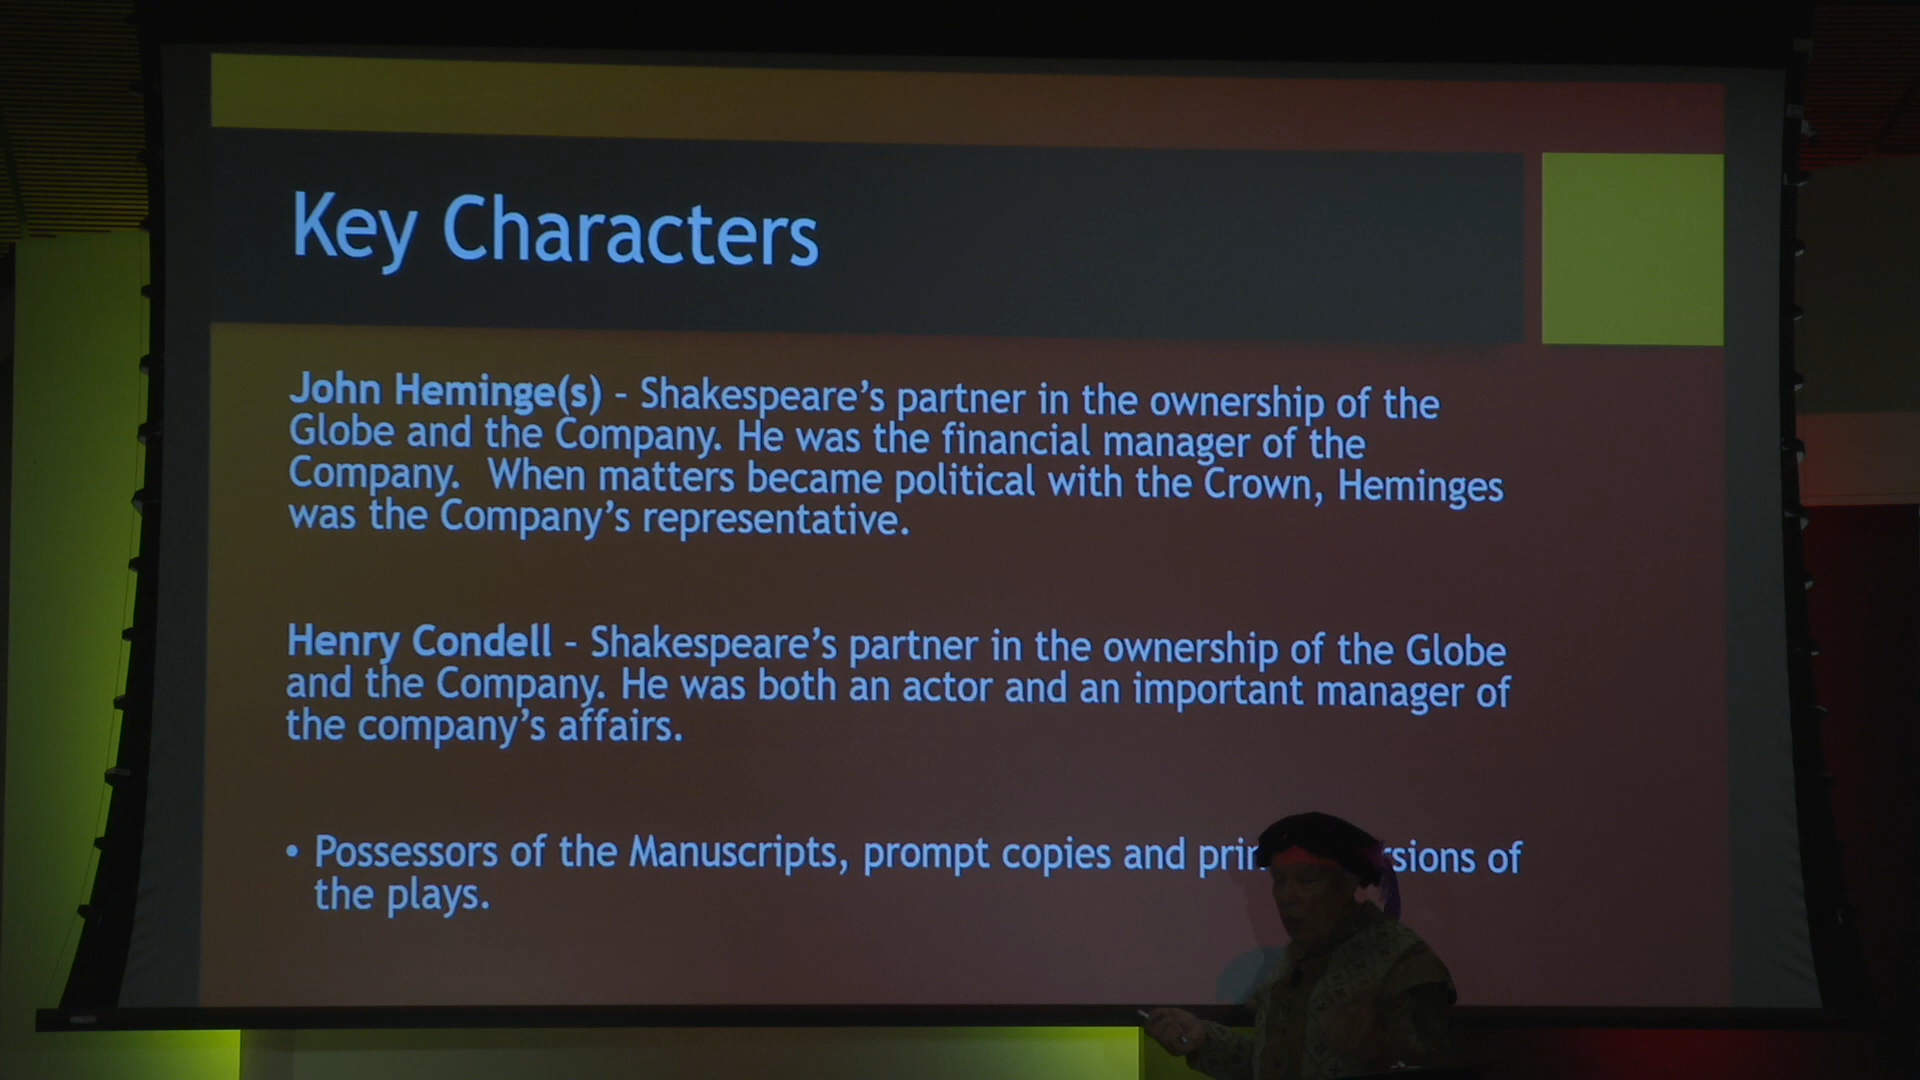 Key Characters
John Heminge(s) - Shakespeare's partner in the ownership of the
Globe and the Company. He was the financial manager of the
Company. When matters became political with the Crown, Heminges
was the Company's representative.
Henry Condell - Shakespeare's partner in the ownership of the Globe
and the Company. He was both an actor and an important manager of
the company's affairs.
• Possessors of the Manuscripts, prompt copies and of
the plays.